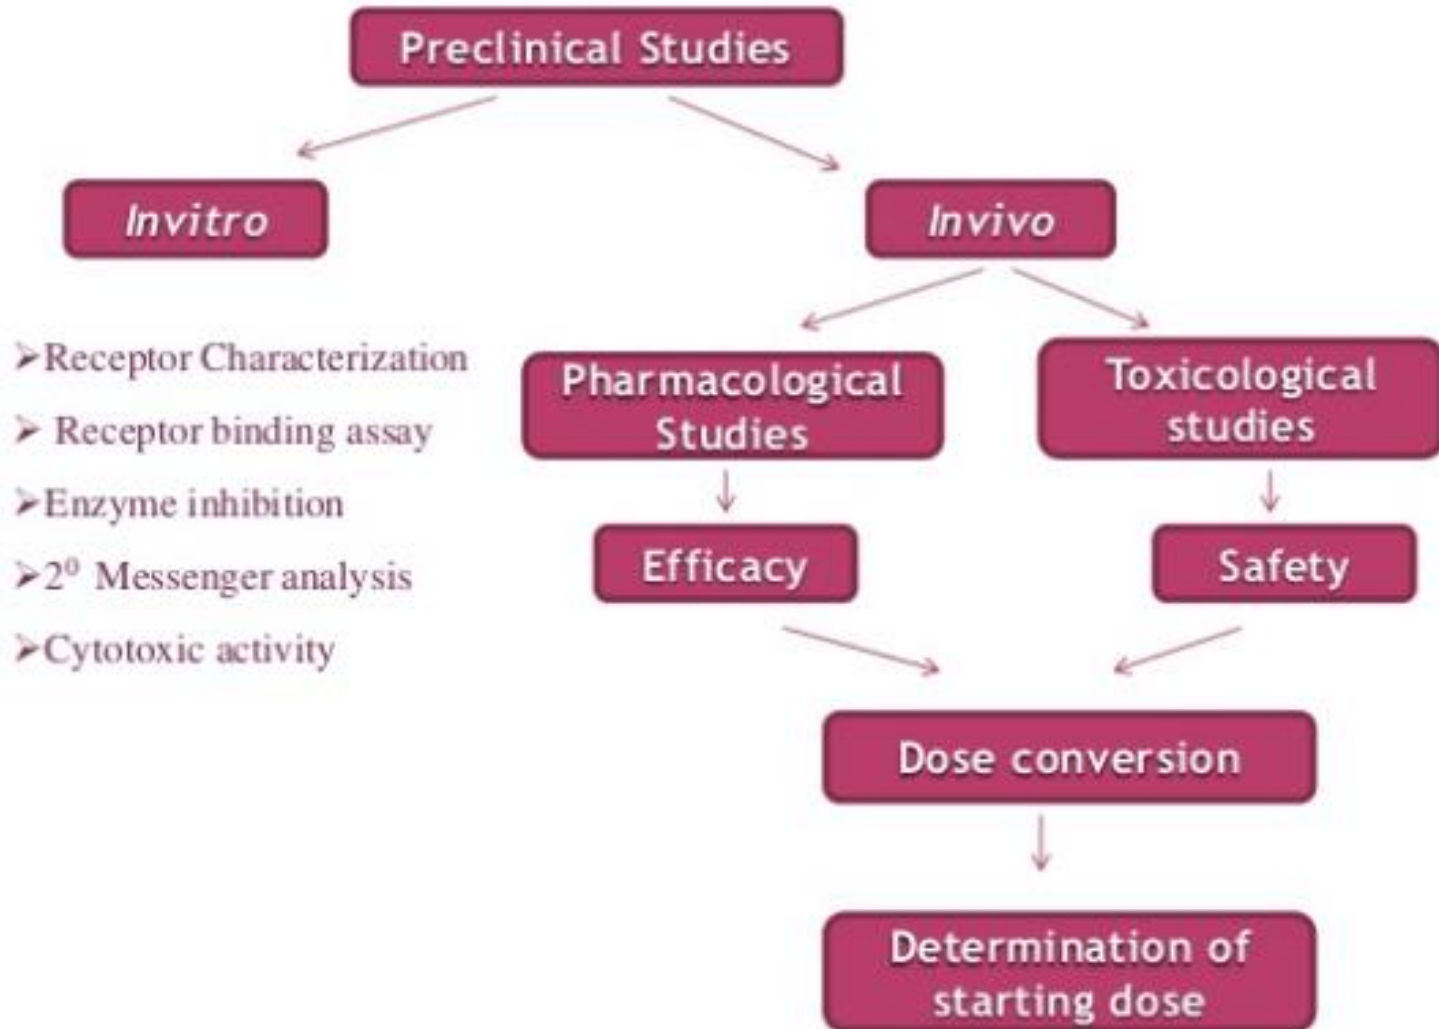 Preclinical Studies
Invitro
Invivo
➢Receptor Characterization
➢ Receptor binding assay
➢Enzyme inhibition
➢2⁰ Messenger analysis
➢Cytotoxic activity
Pharmacological
Studies
Toxicological
studies
Efficacy
Safety
Dose conversion
Determination of
starting dose